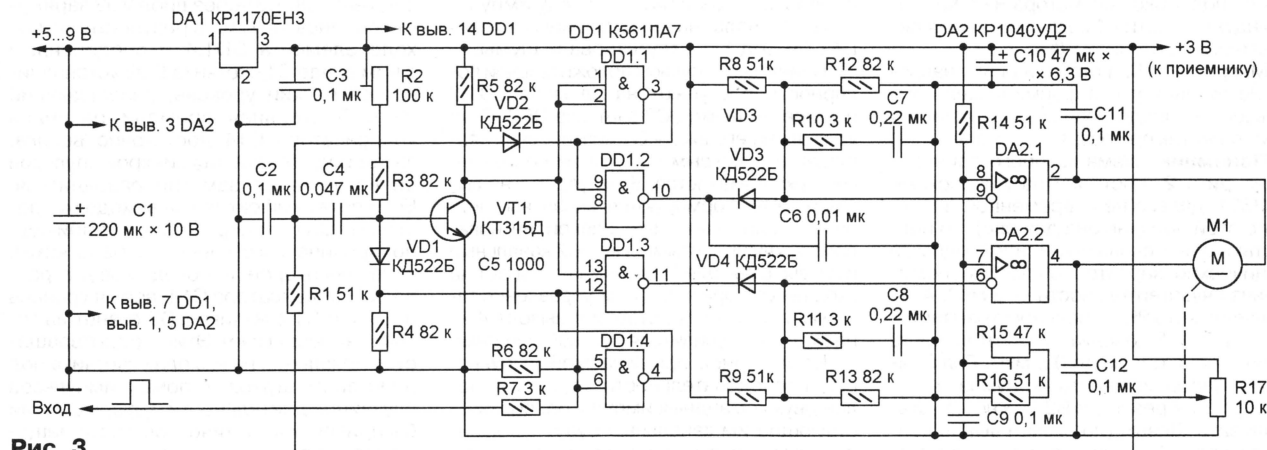 DA1 КР1170ЕН3
+5...9 В
1
3
2
К выв. 14 DD1
DD1 К561ЛА7
DA2 КР1040УД2
+3 В
(к приемнику)
C10 47 мк ×
× 6,3 В
+
DD1.1
1
2
&
3
R8 51к
R12 82 к
C3
0,1 мк
R2
100 к
R5 82 к
VD2
КД522Б
VD3
C7
0,22 мк
R10 3 к
R14 51 к
C11
0,1 мк
К выв. 3 DA2
C2
0,1 мк
C4
0,047 мк
R3 82 к
DD1.2
9
8
&
10
VD3
КД522Б
DA2.1
8
9
▷∞
2
VT1
КТ315Д
C6 0,01 мк
+
C1
220 мк × 10 В
VD1
КД522Б
DD1.3
13
12
&
11
VD4 КД522Б
DA2.2
7
6
▷∞
4
M1
M
C5 1000
R1 51 к
К выв. 7 DD1,
выв. 1, 5 DA2
R4 82 к
C8
0,22 мк
R11 3 к
R15 47 к
DD1.4
5
6
&
4
R6 82 к
R7 3 к
R9 51к
R13 82 к
R16 51 к
C12
0,1 мк
R17
10 к
C9 0,1 мк
Вход
Рис. 3